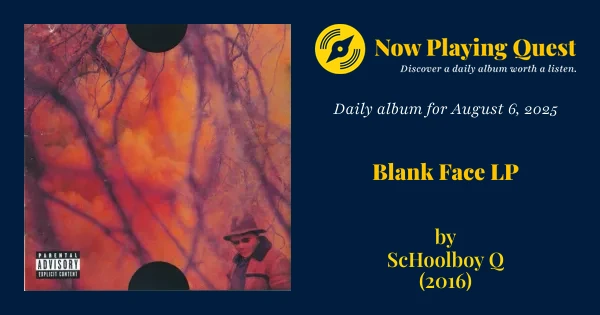 PARENTAL
ADVISORY
EXPLICIT CONTENT
Now Playing Quest
Discover a daily album worth a listen.
Daily album for August 6, 2025
Blank Face LP
by
ScHoolboy Q
(2016)